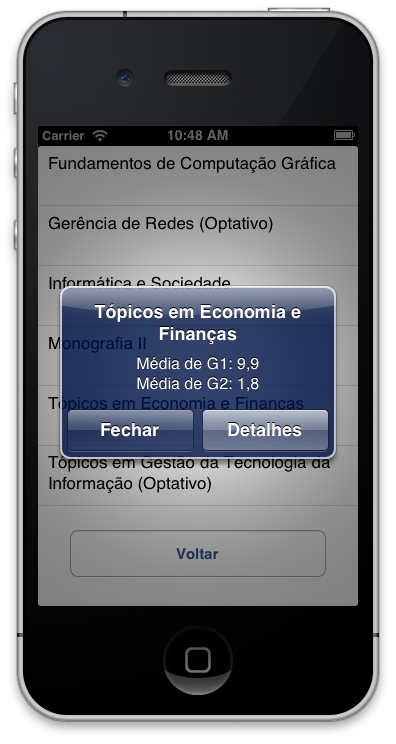 Carrier 10:48 AM
Fundamentos de Computação Gráfica
Gerência de Redes (Optativo)
Informática e Sociedade
Monografia II
Tópicos em Economia e Finanças
Tópicos em Economia e
Finanças
Média de G1: 9,9
Média de G2: 1,8
Fechar Detalhes
Tópicos em Gestão da Tecnologia da
Informação (Optativo)
Voltar